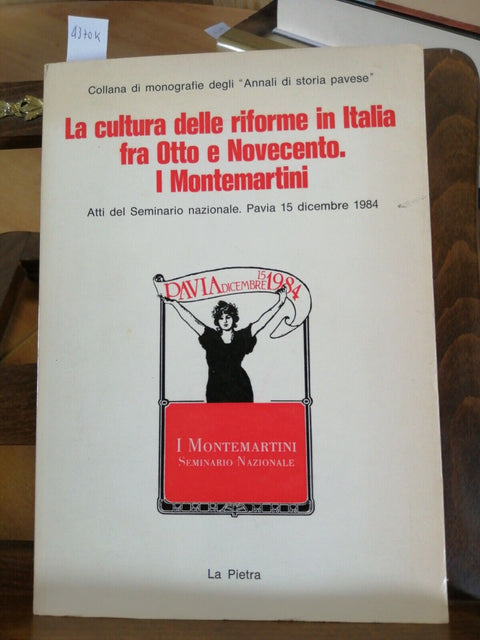 4370K
Collana di monografie degli "Annali di storia pavese"
La cultura delle riforme in Italia
fra Otto e Novecento.
I Montemartini
Atti del Seminario nazionale. Pavia 15 dicembre 1984
PAVIA 15 DICEMBRE 1984
I MONTEMARTINI
SEMINARIO NAZIONALE
La Pietra